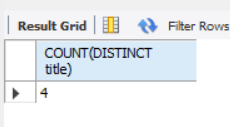 Result Grid Filter Rows
COUNT(DISTINCT
title)
4